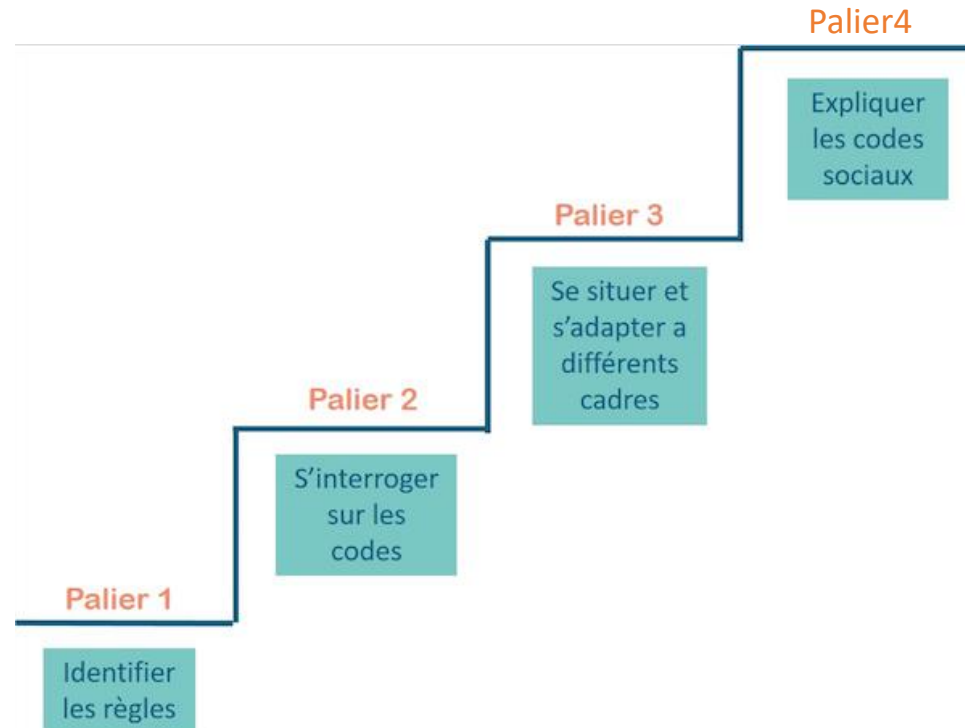 Palier4
Expliquer
les codes
sociaux
Palier 3
Se situer et
s'adapter a
différents
cadres
Palier 2
S'interroger
sur les
codes
Palier 1
Identifier
les règles